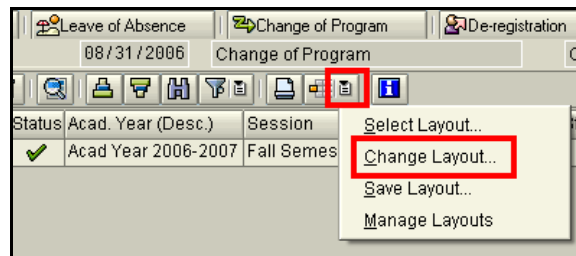 Leave of Absence Change of Program De-registration
08/31/2006 Change of Program
Status Acad. Year (Desc.) Session
Acad Year 2006-2007 Fall Semes
Select Layout...
Change Layout...
Save Layout...
Manage Layouts